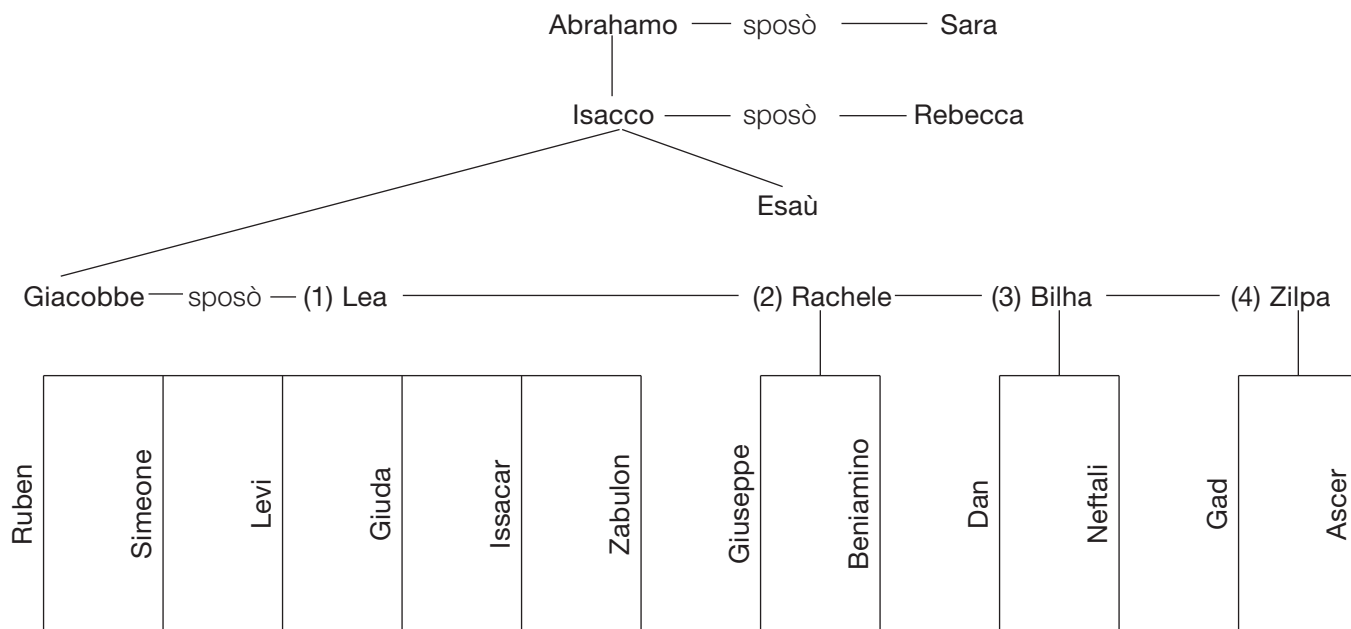 Abrahamo sposò Sara
Isacco sposò Rebecca
Esaù
Giacobbe sposò (1) Lea (2) Rachele (3) Bilha (4) Zilpa
Ruben
Simeone
Levi
Giuda
Issacar
Zabulon
Giuseppe
Beniamino
Dan
Neftali
Gad
Ascer